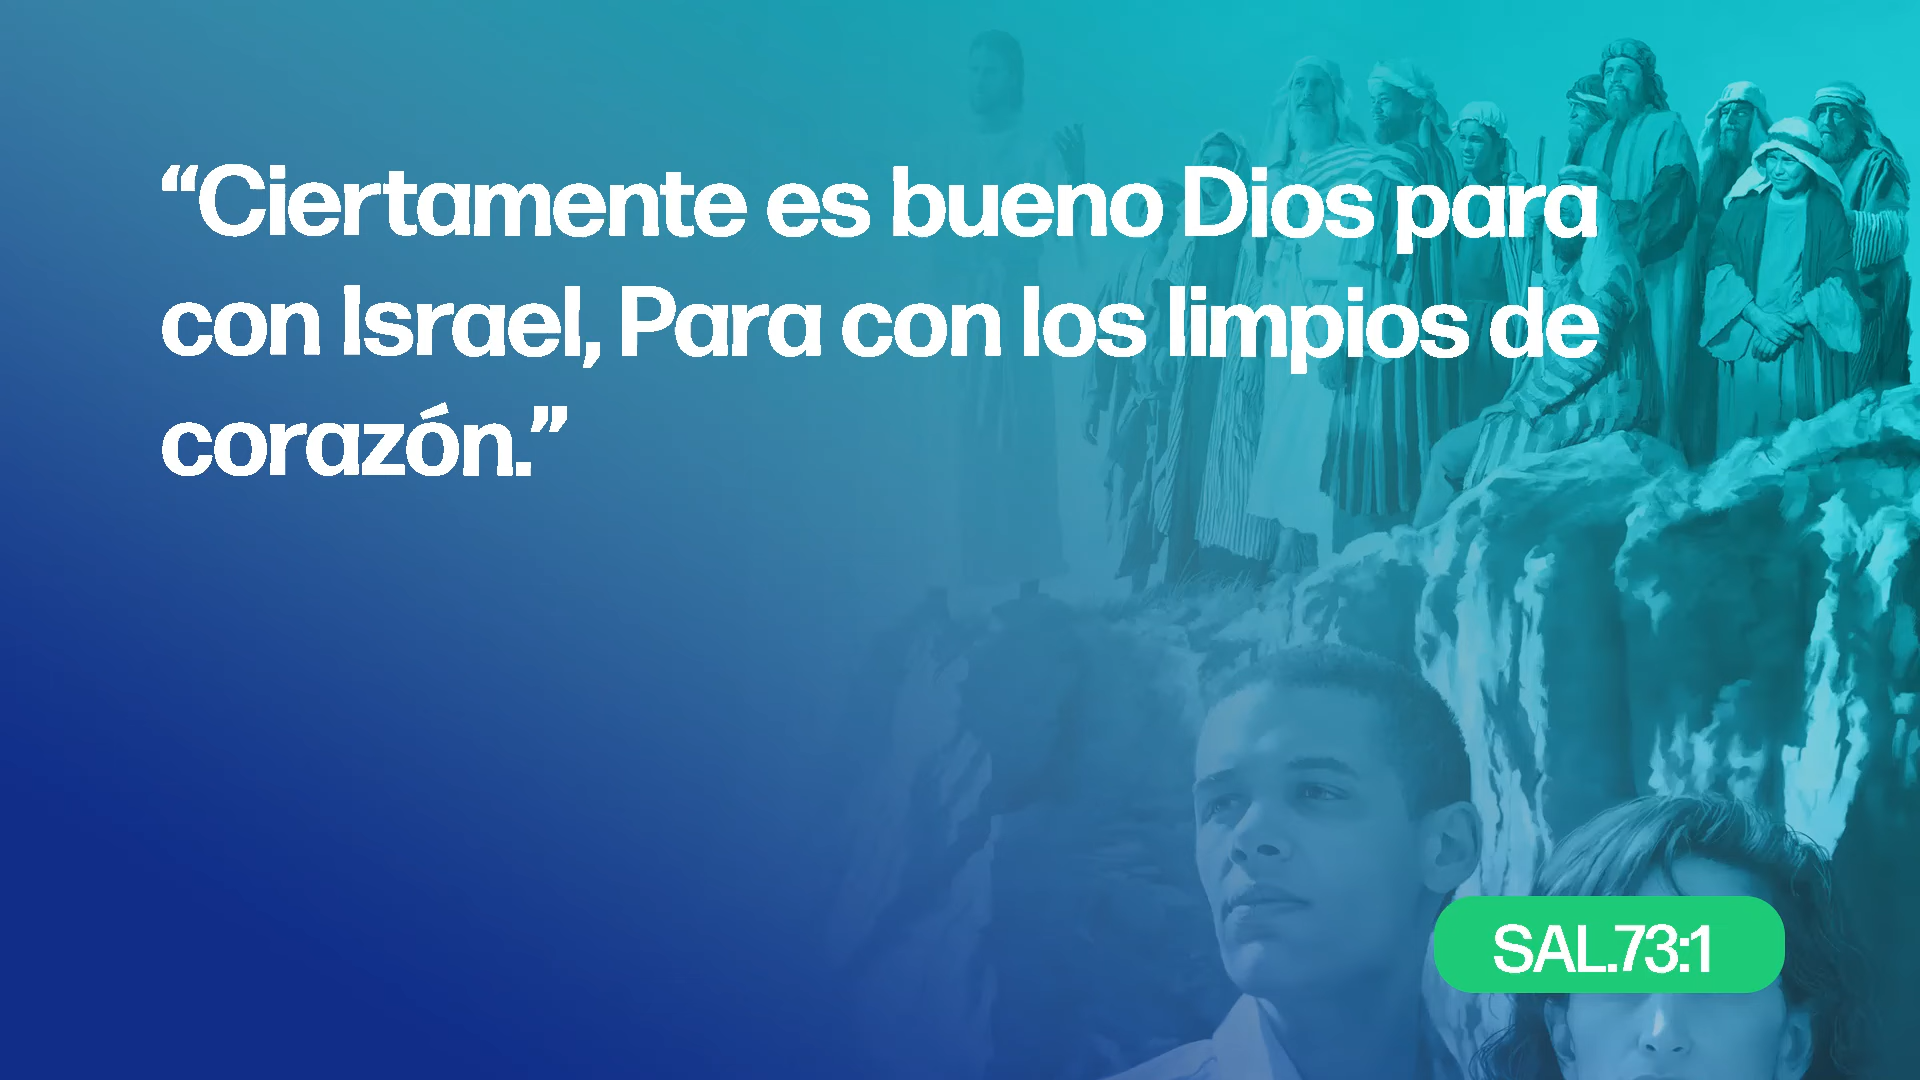 “Ciertamente es bueno Dios para
con Israel, Para con los limpios de
corazón.”
SAL.73:1